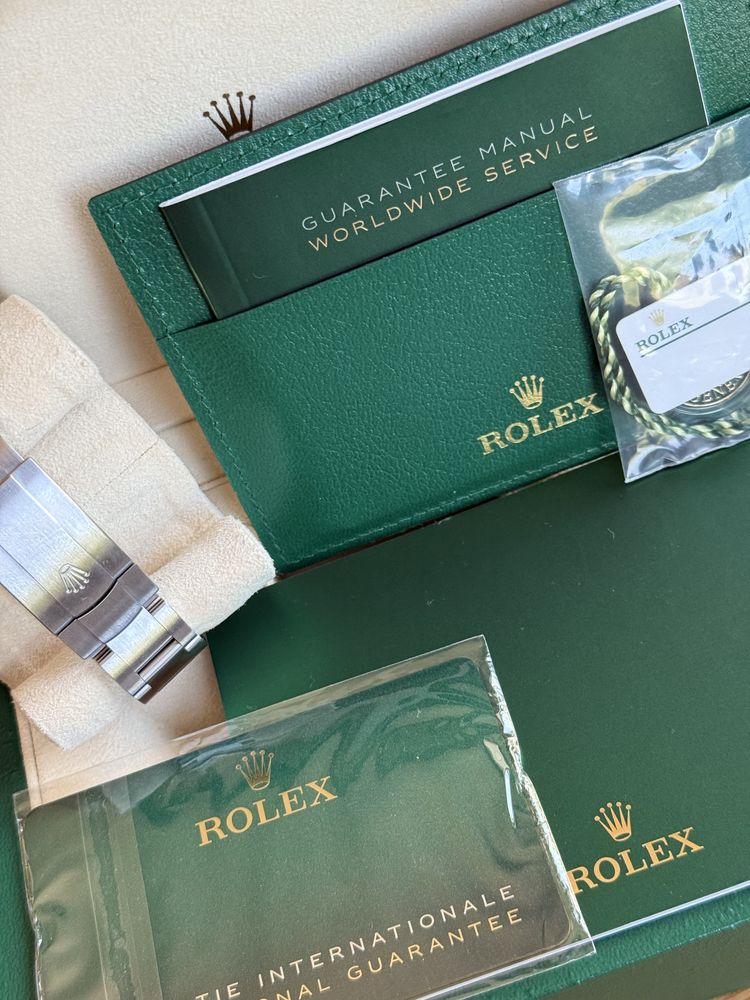 GUARANTEE MANUAL
WORLDWIDE SERVICE
ROLEX
ROLEX
ROLEX
TIE INTERNATIONALE
ONAL GUARANTEE
ROLEX